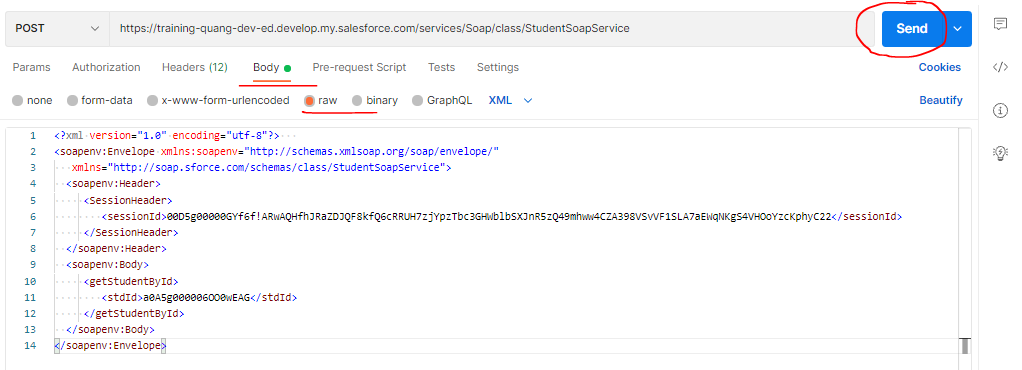 POST https://training-quang-dev-ed.develop.my.salesforce.com/services/Soap/class/StudentSoapService Send
Params Authorization Headers (12) Body Pre-request Script Tests Settings Cookies
none form-data x-www-form-urlencoded raw binary GraphQL XML Beautify
1 <?xml version="1.0" encoding="utf-8"?>
2 <soapenv:Envelope xmlns:soapenv="http://schemas.xmlsoap.org/soap/envelope/"
3 xmlns="http://soap.sforce.com/schemas/class/StudentSoapService">
4 <soapenv:Header>
5 <SessionHeader>
6 <sessionId>00D5g00000GYf6f!ARwAQHfhJRaZDJQF8kfQ6cRRUH7zjYpzTbc3GHWblbSXJnR5zQ49mhww4CZA398VSvVF1SLA7aEWqNKgS4VHOoYzcKphyC22</sessionId>
7 </SessionHeader>
8 </soapenv:Header>
9 <soapenv:Body>
10 <getStudentById>
11 <stdId>a0A5g000006OO0wEAG</stdId>
12 </getStudentById>
13 </soapenv:Body>
14 </soapenv:Envelope>